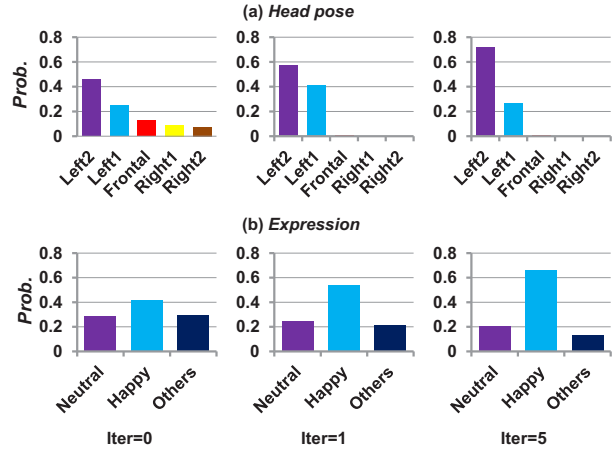 (a) Head pose
Prob.
0.8
0.6
0.4
0.2
0
Left2
Left1
Frontal
Right1
Right2
0.8
0.6
0.4
0.2
0
Left2
Left1
Frontal
Right1
Right2
0.8
0.6
0.4
0.2
0
Left2
Left1
Frontal
Right1
Right2
(b) Expression
Prob.
0.8
0.6
0.4
0.2
0
Neutral
Happy
Others
0.8
0.6
0.4
0.2
0
Neutral
Happy
Others
0.8
0.6
0.4
0.2
0
Neutral
Happy
Others
Iter=0
Iter=1
Iter=5